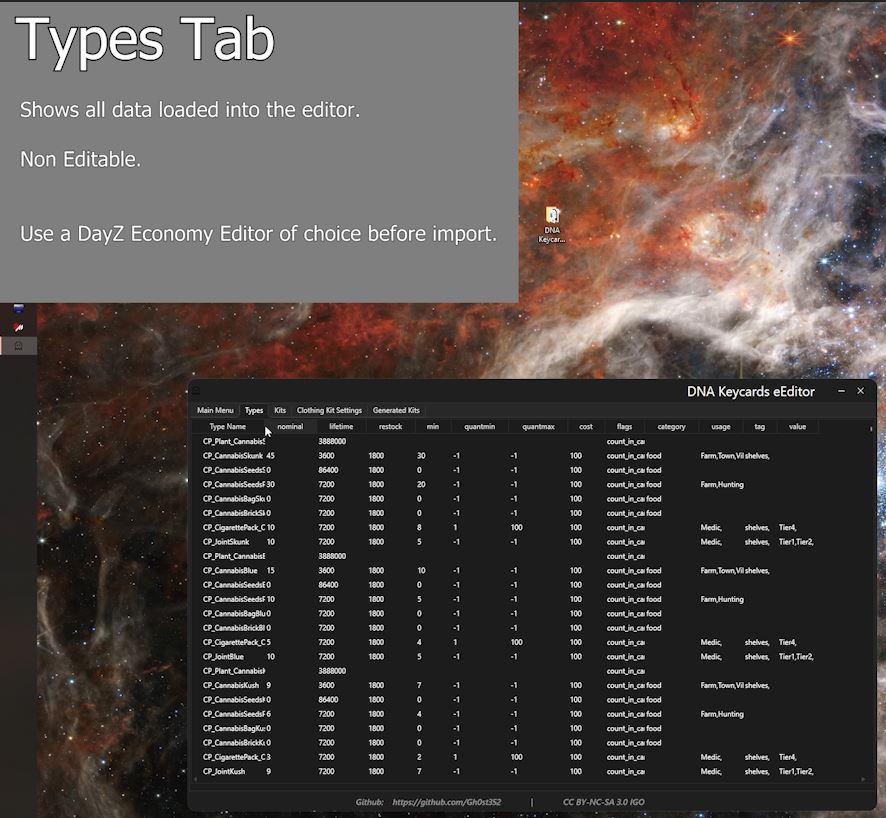 Types Tab
Shows all data loaded into the editor.
Non Editable.
Use a DayZ Economy Editor of choice before import.
DNA
Keycar...
DNA Keycards eEditor
Main Menu Types Kits Clothing Kit Settings Generated Kits
Type Name nominal lifetime restock min quantmin quantmax cost flags category usage tag value
CP_Plant_Cannabis 3888000 count_in_ca
CP_CannabisSkunk 45 3600 1800 30 -1 -1 100 count_in_ca food Farm,Town,Vil shelves,
CP_CannabisSeedsS 0 86400 1800 0 -1 -1 100 count_in_ca food
CP_CannabisSeedsF 30 7200 1800 20 -1 -1 100 count_in_ca food Farm,Hunting
CP_CannabisBagSku 0 7200 1800 0 -1 -1 100 count_in_ca food
CP_CannabisBrickSk 0 7200 1800 0 -1 -1 100 count_in_ca food
CP_CigarettePack_C 10 7200 1800 8 1 100 100 count_in_ca Medic, shelves, Tier4,
CP_JointSkunk 10 7200 1800 5 -1 -1 100 count_in_ca Medic, shelves, Tier1,Tier2,
CP_Plant_CannabisB 3888000 count_in_ca
CP_CannabisBlue 15 3600 1800 10 -1 -1 100 count_in_ca food Farm,Town,Vil shelves,
CP_CannabisSeedsB 0 86400 1800 0 -1 -1 100 count_in_ca food
CP_CannabisSeedsF 10 7200 1800 5 -1 -1 100 count_in_ca food Farm,Hunting
CP_CannabisBagBlu 0 7200 1800 0 -1 -1 100 count_in_ca food
CP_CannabisBrickBl 0 7200 1800 0 -1 -1 100 count_in_ca food
CP_CigarettePack_C 5 7200 1800 4 1 100 100 count_in_ca Medic, shelves, Tier4,
CP_JointBlue 10 7200 1800 5 -1 -1 100 count_in_ca Medic, shelves, Tier1,Tier2,
CP_Plant_CannabisK 3888000 count_in_ca
CP_CannabisKush 9 3600 1800 7 -1 -1 100 count_in_ca food Farm,Town,Vil shelves,
CP_CannabisSeedsK 0 86400 1800 0 -1 -1 100 count_in_ca food
CP_CannabisSeedsF 6 7200 1800 4 -1 -1 100 count_in_ca food Farm,Hunting
CP_CannabisBagKu 0 7200 1800 0 -1 -1 100 count_in_ca food
CP_CannabisBrickKu 0 7200 1800 0 -1 -1 100 count_in_ca food
CP_CigarettePack_C 3 7200 1800 2 1 100 100 count_in_ca Medic, shelves, Tier4,
CP_JointKush 9 7200 1800 7 -1 -1 100 count_in_ca Medic, shelves, Tier1,Tier2,
Github: https://github.com/Gh0st352 | CC BY-NC-SA 3.0 IGO